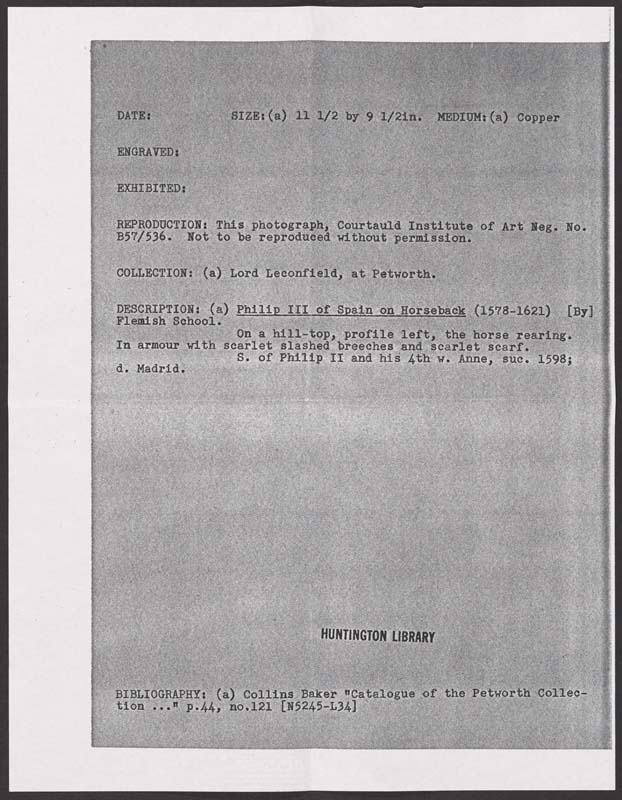 DATE: SIZE:(a) 11 1/2 by 9 1/2in. MEDIUM:(a) Copper
ENGRAVED:
EXHIBITED:
REPRODUCTION: This photograph, Courtauld Institute of Art Neg. No.
B57/536. Not to be reproduced without permission.
COLLECTION: (a) Lord Leconfield, at Petworth.
DESCRIPTION: (a) Philip III of Spain on Horseback (1578-1621) [By]
Flemish School.
On a hill-top, profile left, the horse rearing.
In armour with scarlet slashed breeches and scarlet scarf.
S. of Philip II and his 4th w. Anne, suc. 1598;
d. Madrid.
HUNTINGTON LIBRARY
BIBLIOGRAPHY: (a) Collins Baker "Catalogue of the Petworth Collec-
tion ..." p.44, no.121 [N5245-L34]